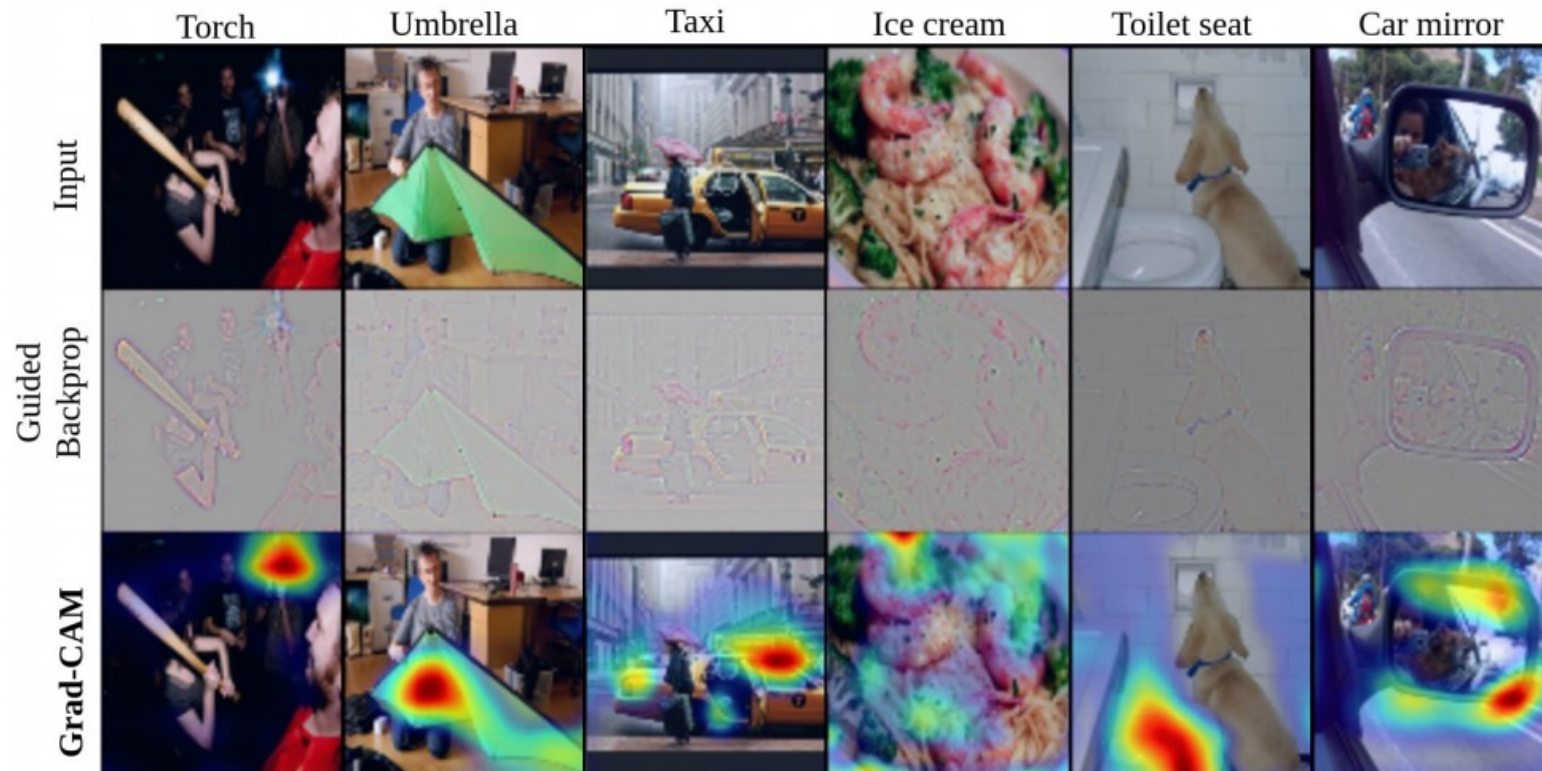 Torch
Umbrella
Taxi
Ice cream
Toilet seat
Car mirror
Input
Guided
Backprop
Grad-CAM